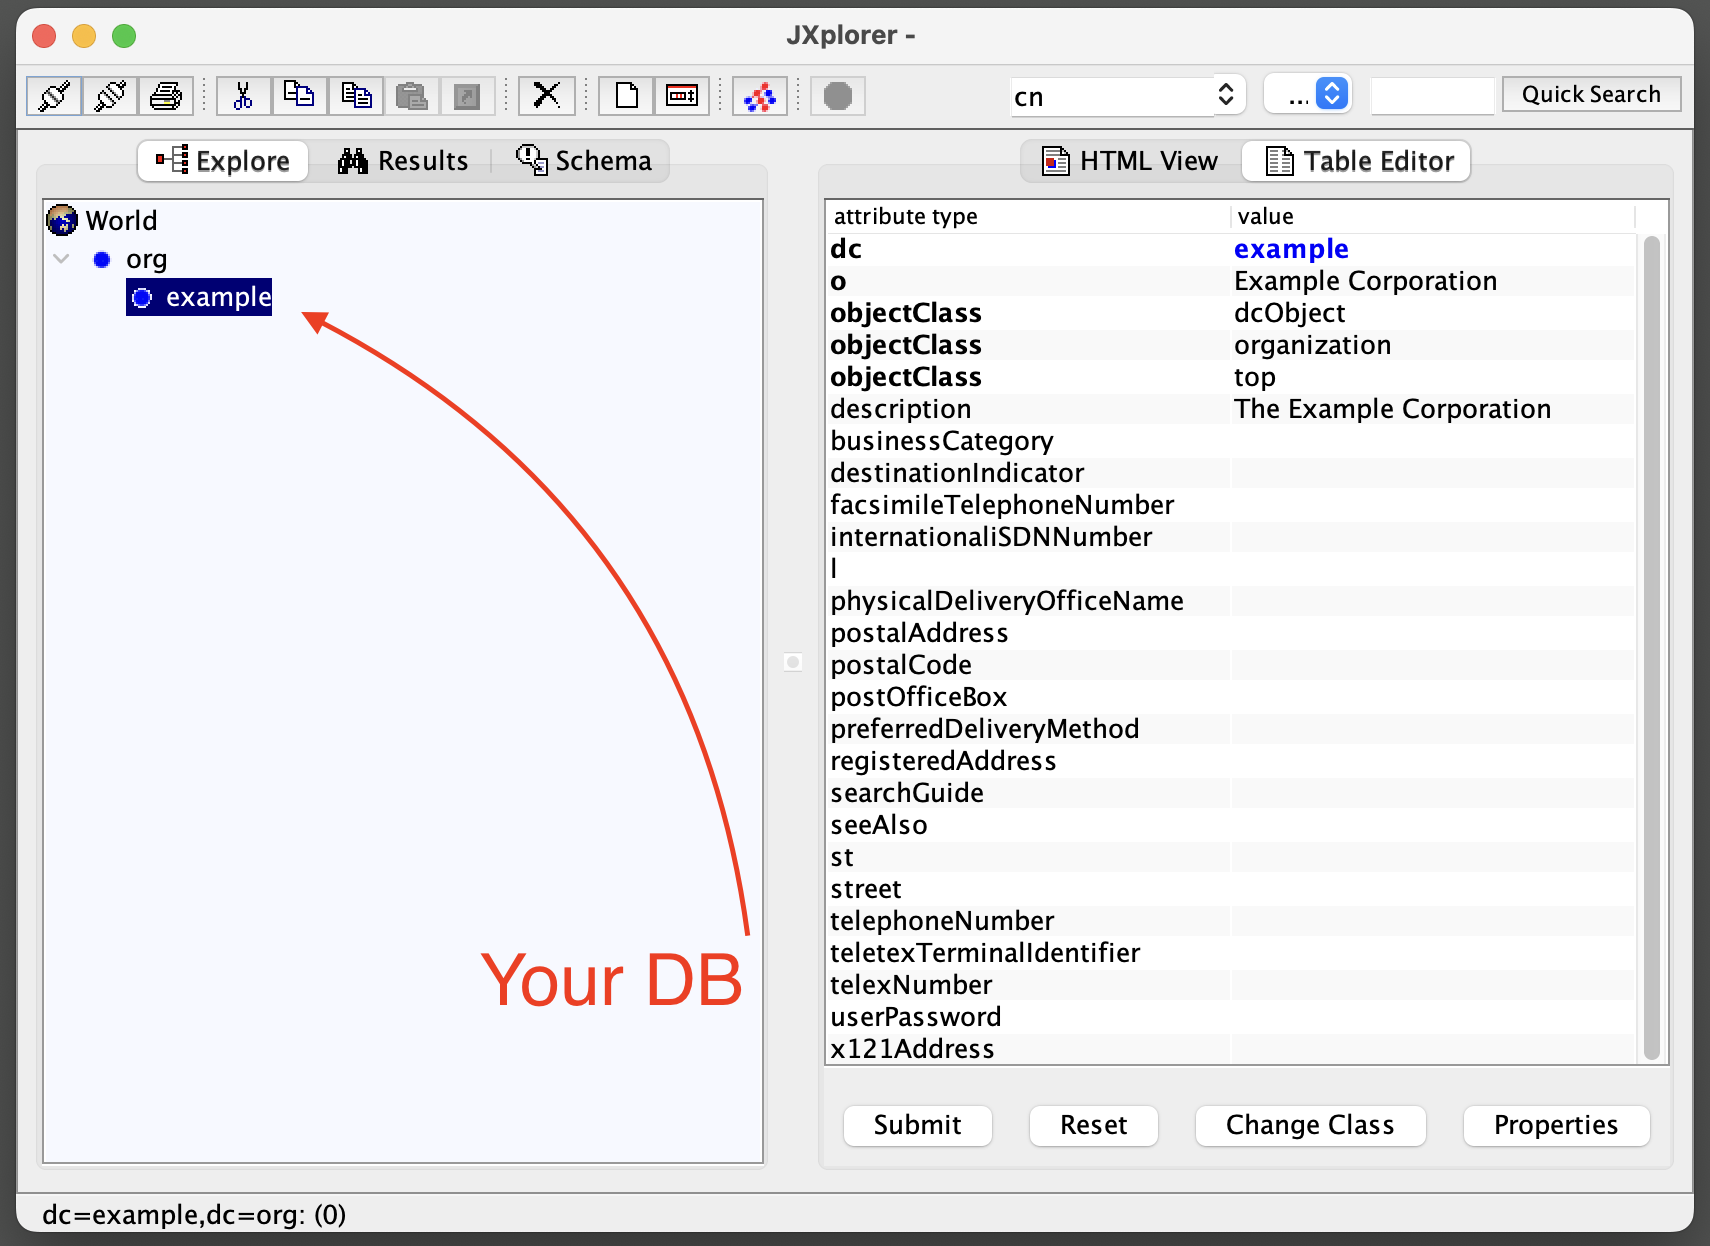 JXplorer -
cn
...
Quick Search
Explore
Results
Schema
HTML View
Table Editor
World
org
example
Your DB
attribute type value
dc example
o Example Corporation
objectClass dcObject
objectClass organization
objectClass top
description The Example Corporation
businessCategory
destinationIndicator
facsimileTelephoneNumber
internationaliSDNNumber
l
physicalDeliveryOfficeName
postalAddress
postalCode
postOfficeBox
preferredDeliveryMethod
registeredAddress
searchGuide
seeAlso
st
street
telephoneNumber
teletexTerminalIdentifier
telexNumber
userPassword
x121Address
Submit
Reset
Change Class
Properties
dc=example,dc=org: (0)